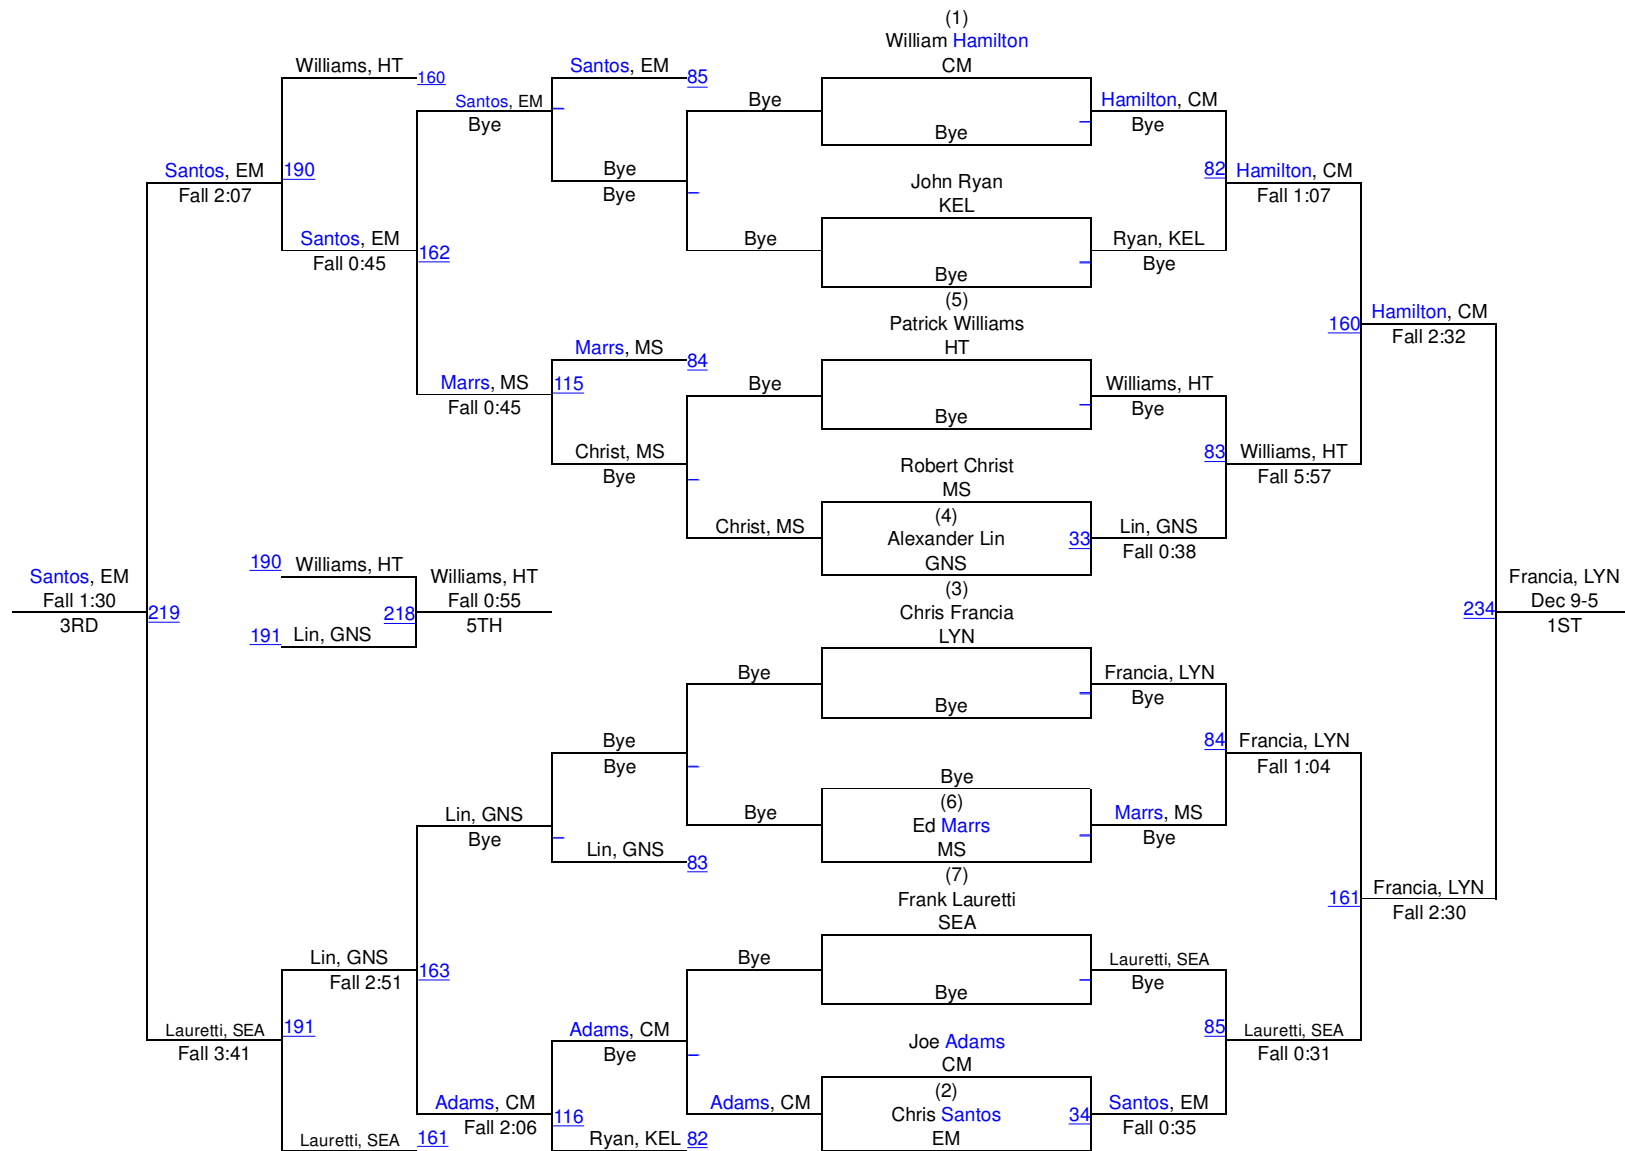 (1)
William Hamilton
CM
Williams, HT
160
Santos, EM
85
Santos, EM
Bye
Bye
Bye
Hamilton, CM
Bye
Santos, EM
190
Fall 2:07
Bye
Bye
John Ryan
KEL
82
Hamilton, CM
Fall 1:07
Santos, EM
162
Fall 0:45
Bye
Bye
Ryan, KEL
Bye
(5)
Patrick Williams
HT
160
Hamilton, CM
Fall 2:32
Marrs, MS
84
Marrs, MS
115
Fall 0:45
Bye
Bye
Williams, HT
Bye
Christ, MS
Bye
Robert Christ
MS
83
Williams, HT
Fall 5:57
Christ, MS
(4)
Alexander Lin
GNS
33
Lin, GNS
Fall 0:38
190
Williams, HT
Santos, EM
Fall 1:30
3RD
219
218
Williams, HT
Fall 0:55
5TH
191
Lin, GNS
(3)
Chris Francia
LYN
234
Francia, LYN
Dec 9-5
1ST
Bye
Bye
Francia, LYN
Bye
Bye
Bye
84
Francia, LYN
Fall 1:04
Bye
Lin, GNS
Bye
Bye
(6)
Ed Marrs
MS
Marrs, MS
Bye
Lin, GNS
83
(7)
Frank Lauretti
SEA
161
Francia, LYN
Fall 2:30
Lin, GNS
163
Fall 2:51
Bye
Bye
Lauretti, SEA
Bye
Lauretti, SEA
191
Fall 3:41
Adams, CM
Bye
Joe Adams
CM
85
Lauretti, SEA
Fall 0:31
Adams, CM
116
Fall 2:06
Adams, CM
(2)
Chris Santos
EM
34
Santos, EM
Fall 0:35
Lauretti, SEA
161
Ryan, KEL
82